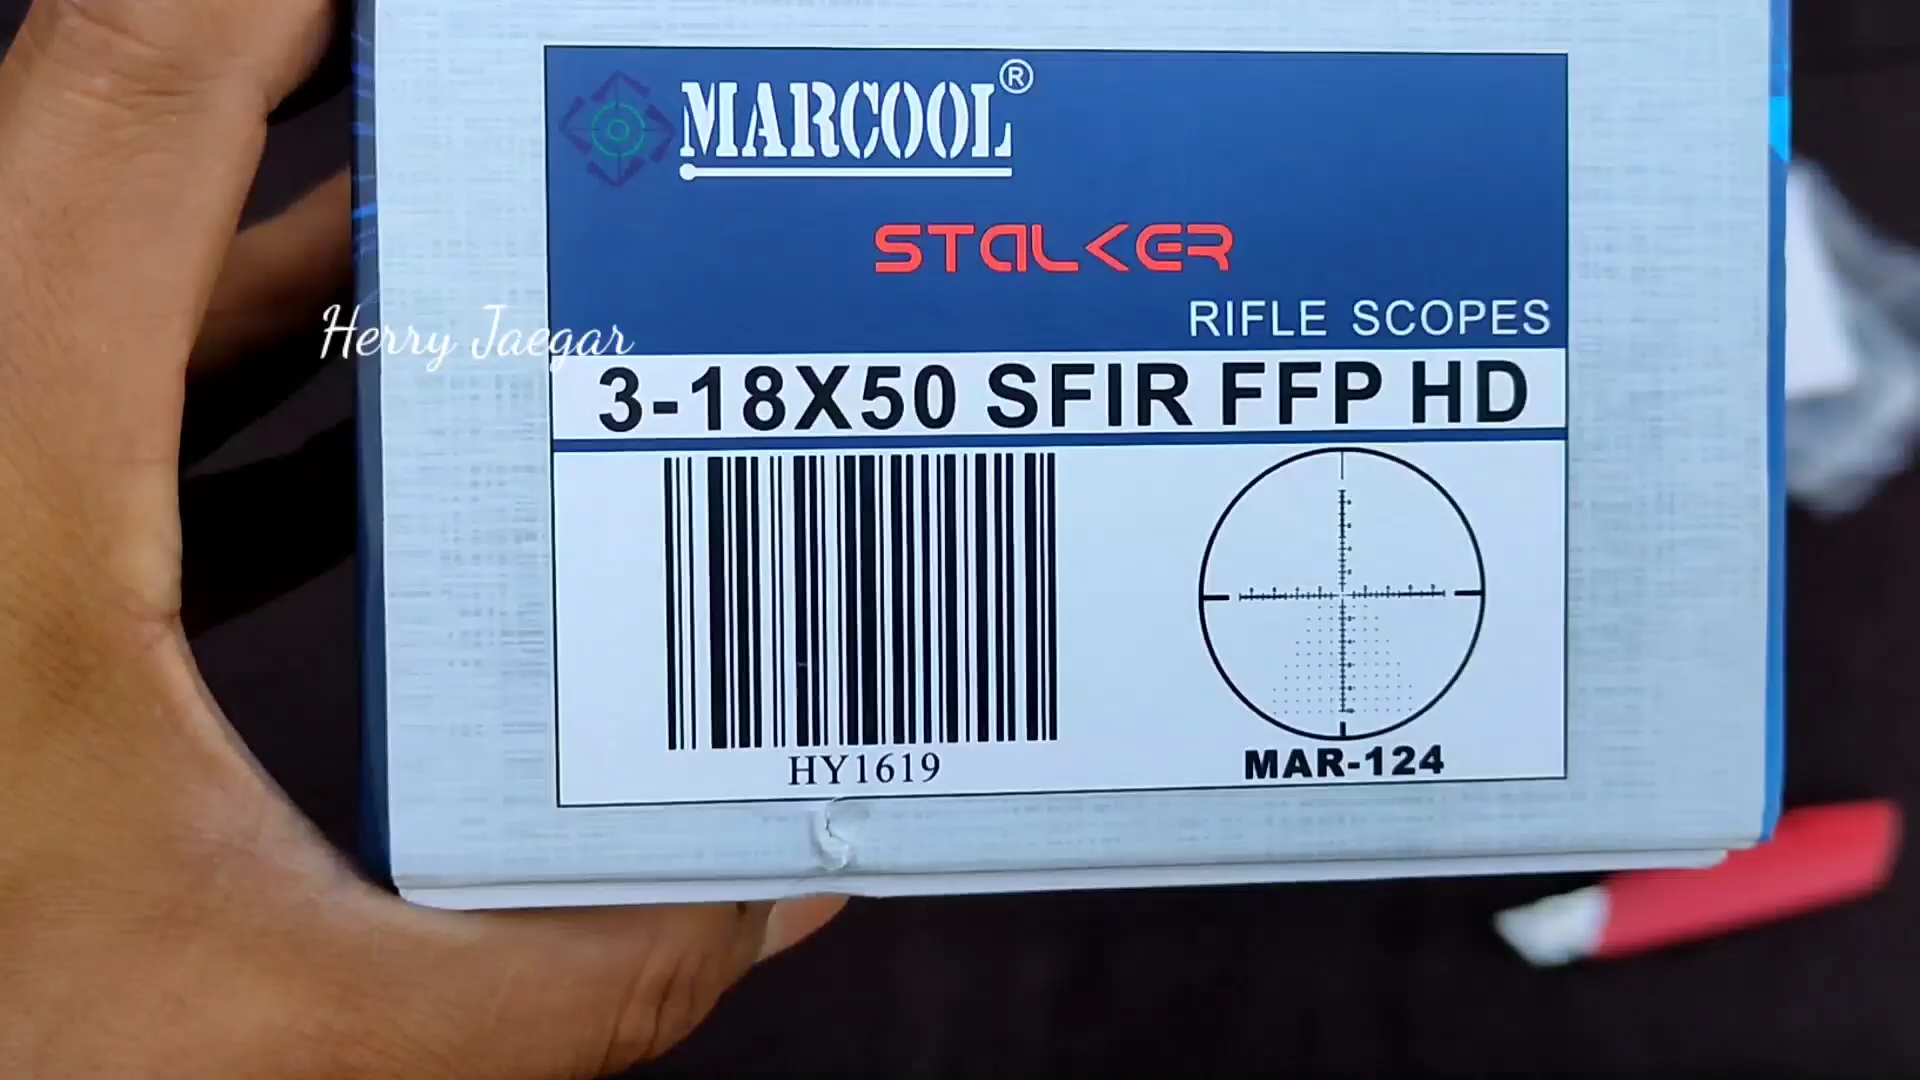 MARCOOL®
STALKER
RIFLE SCOPES
Herry Jaegar
3-18X50 SFIR FFP HD
HY1619
MAR-124